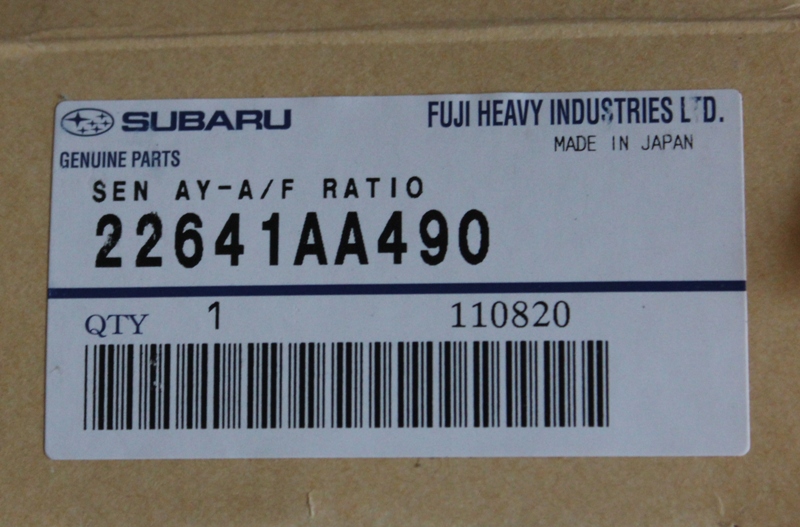 SUBARU
FUJI HEAVY INDUSTRIES LTD.
MADE IN JAPAN
GENUINE PARTS
SEN AY-A/F RATIO
22641AA490
QTY 1 110820